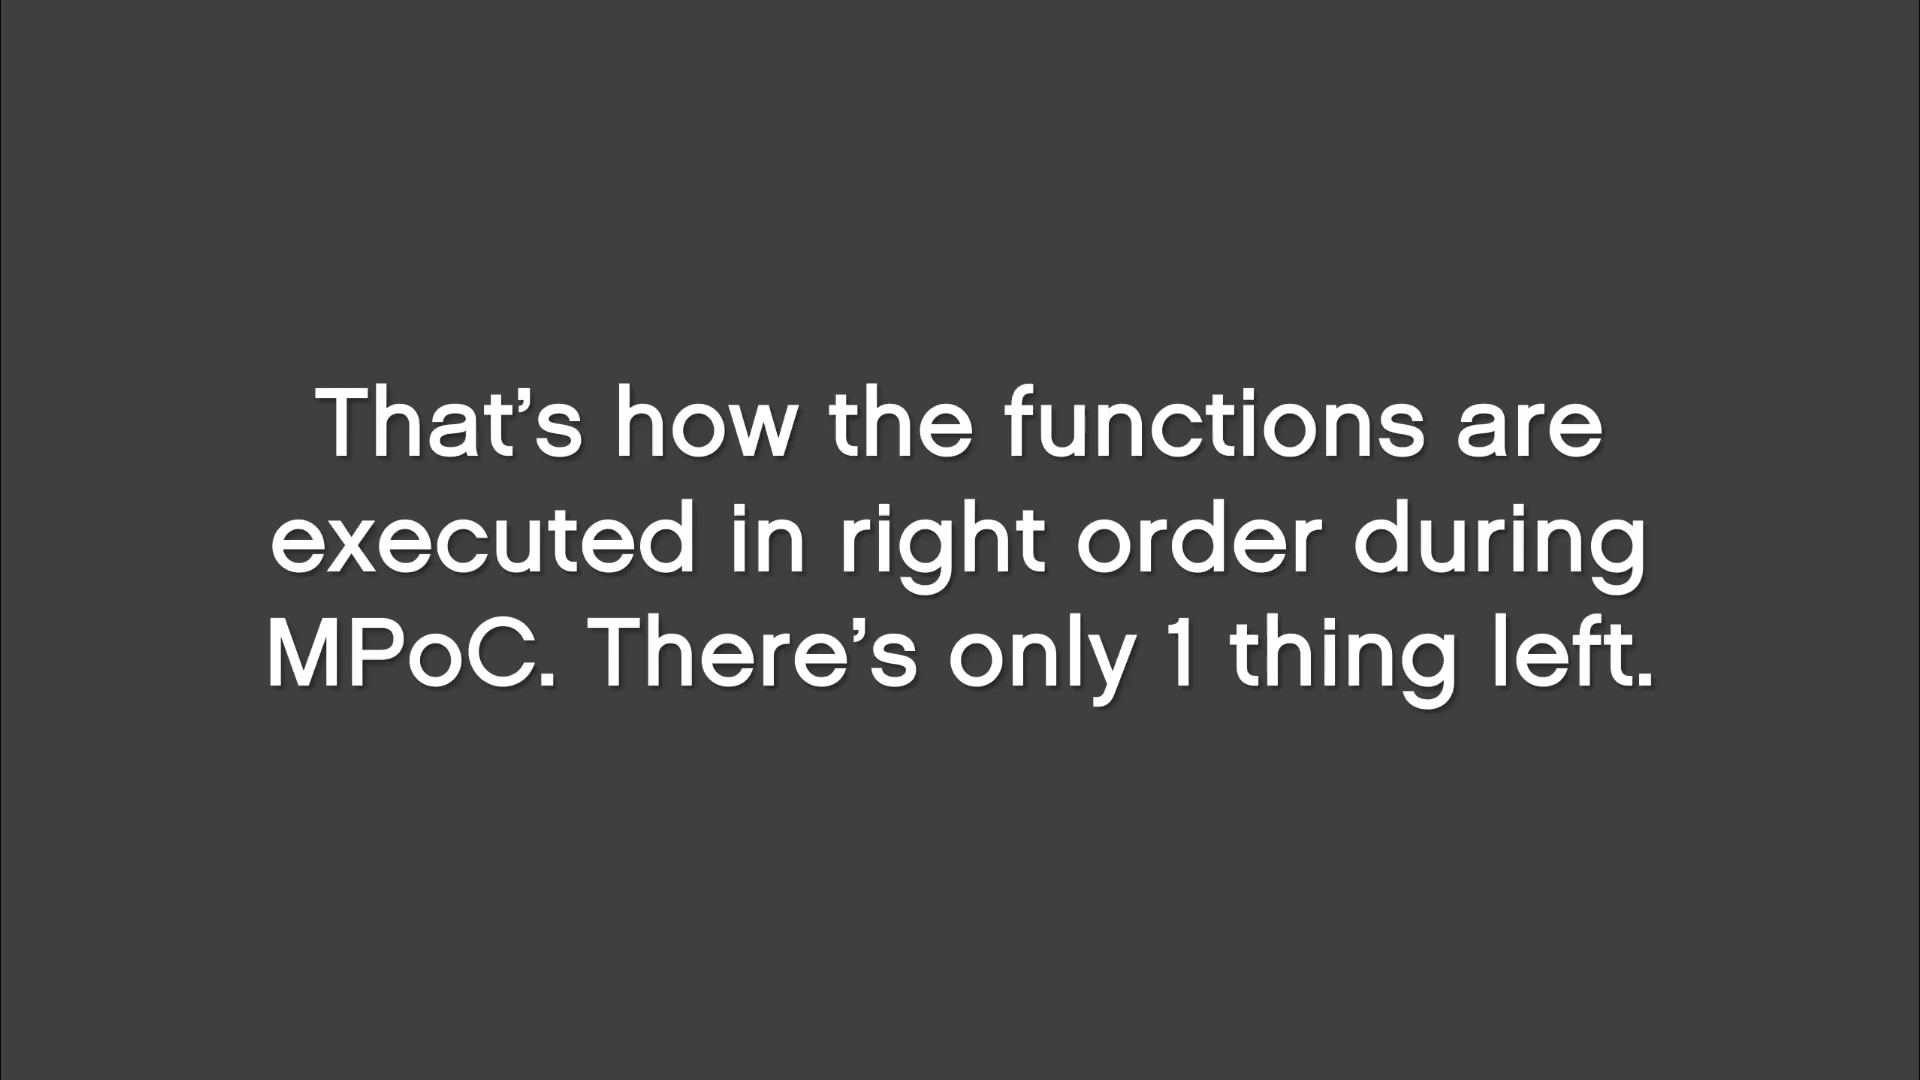 That’s how the functions are
executed in right order during
MPoC. There’s only 1 thing left.